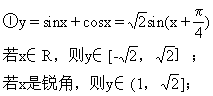 ①y=sinx+cosx=√2sin(x+π/4)
若x∈R，则y∈[-√2，√2]；
若x是锐角，则y∈(1，√2]；